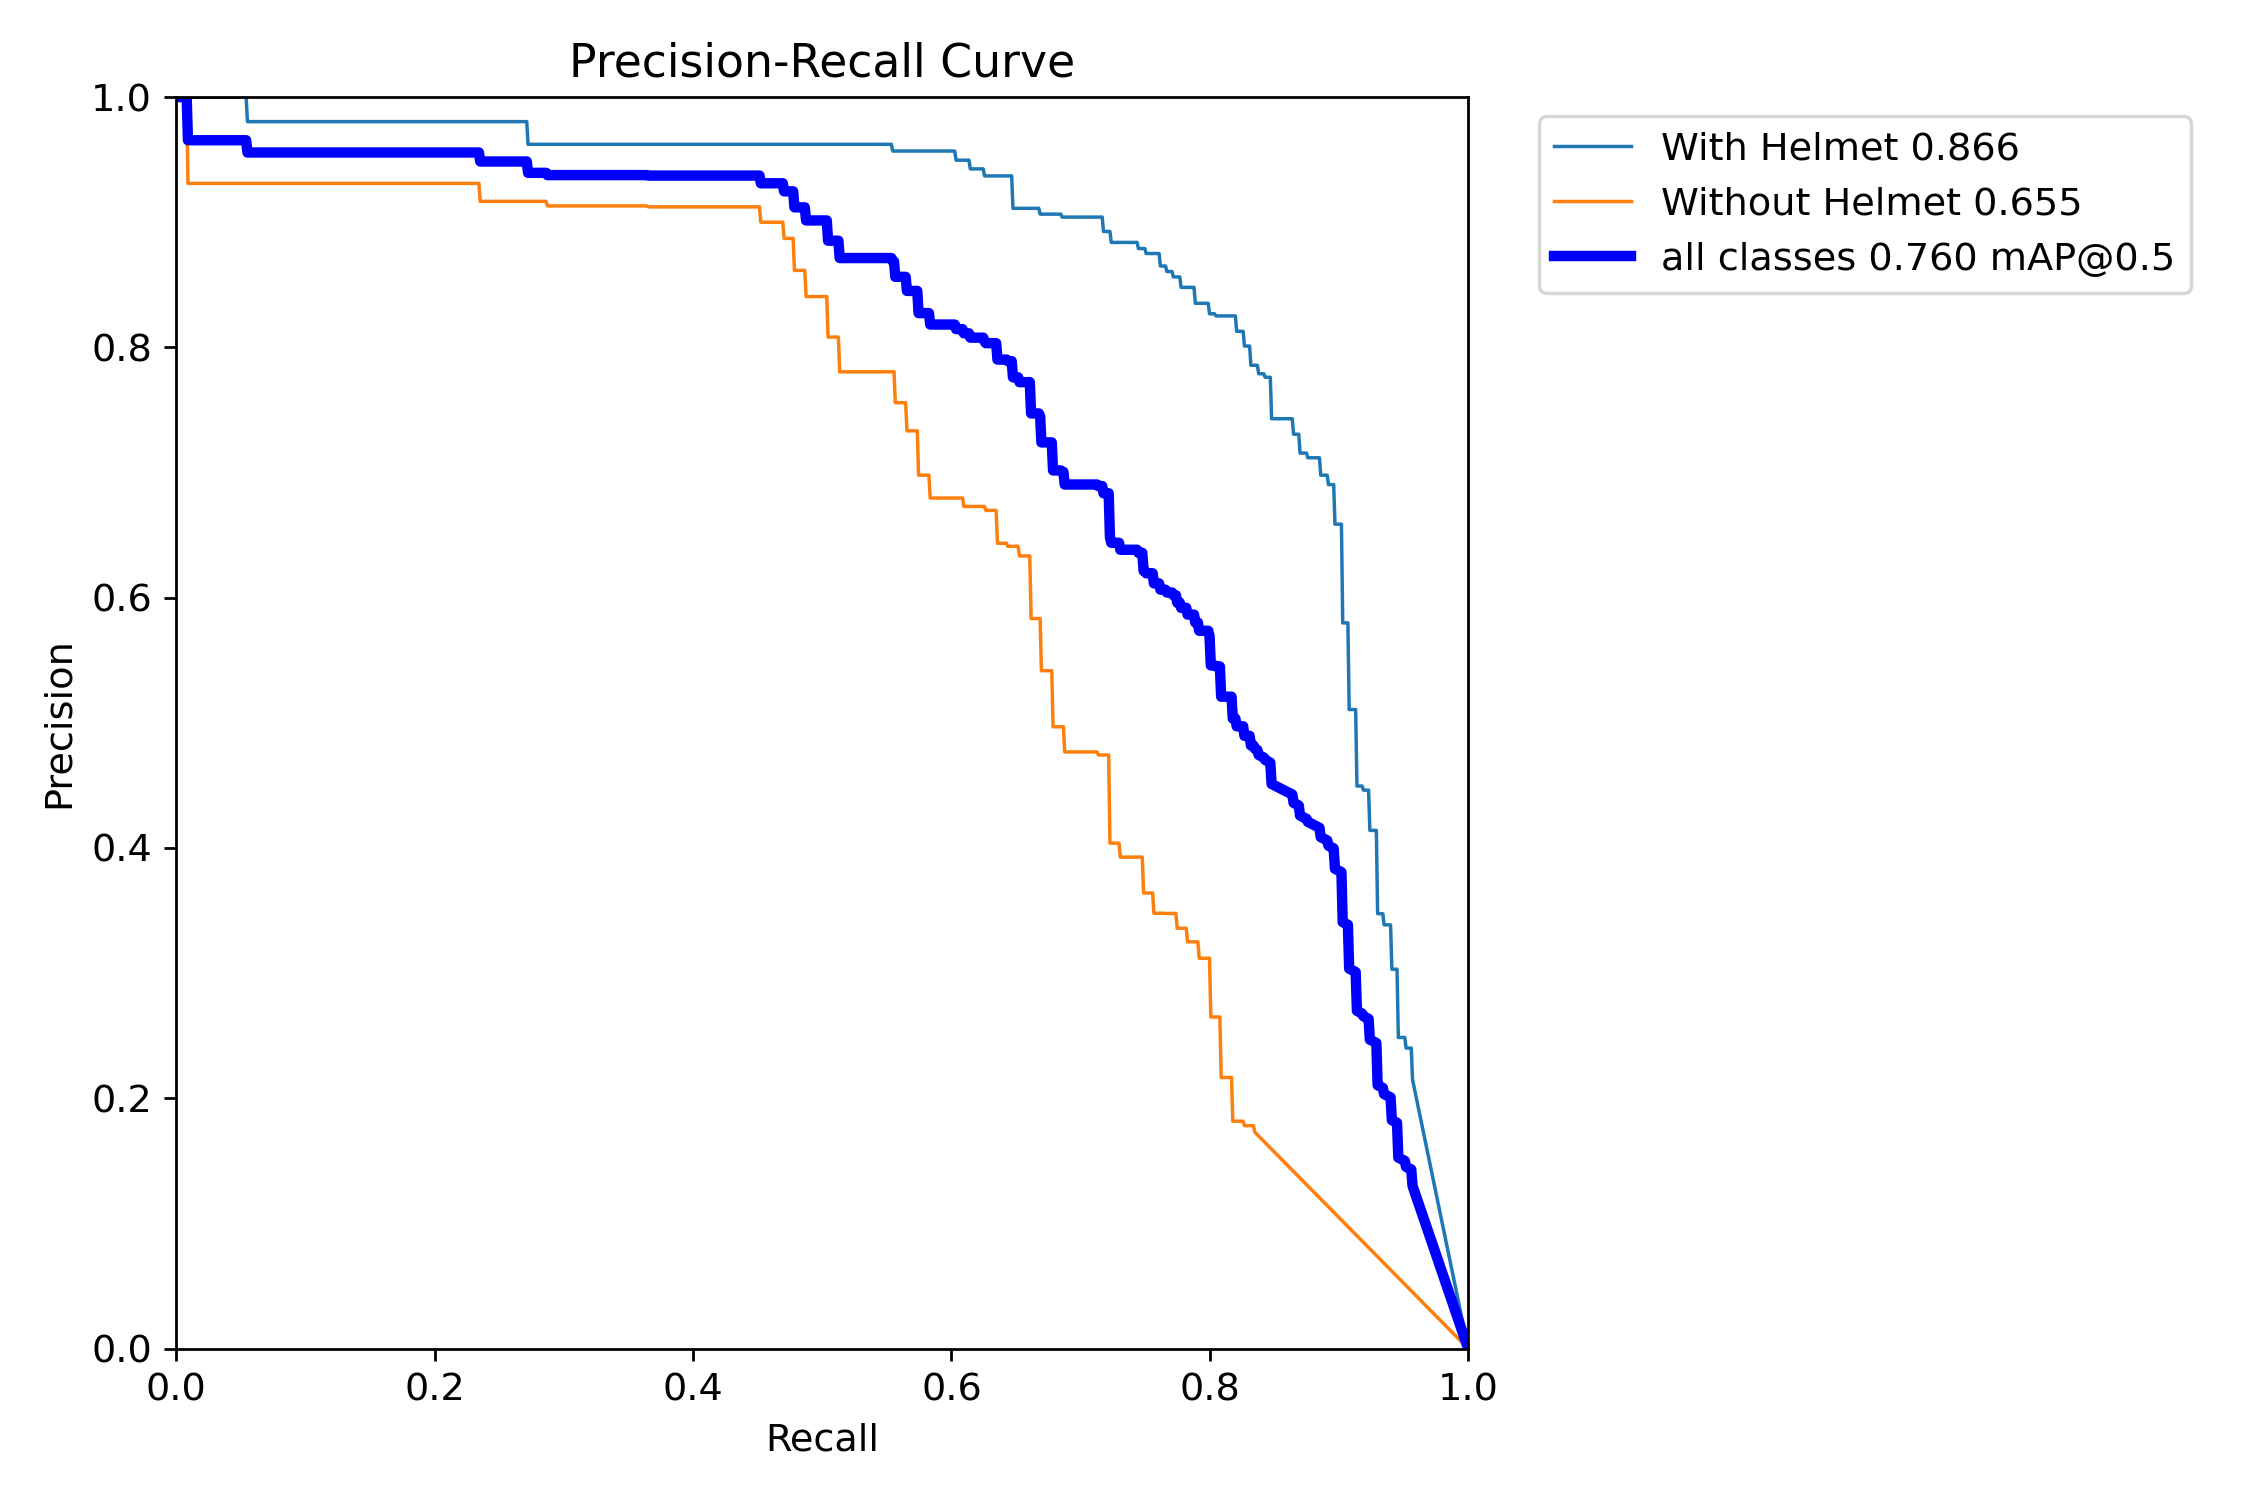 Precision-Recall Curve
With Helmet 0.866
Without Helmet 0.655
all classes 0.760 mAP@0.5
Precision
1.0
0.8
0.6
0.4
0.2
0.0
0.0 0.2 0.4 0.6 0.8 1.0
Recall